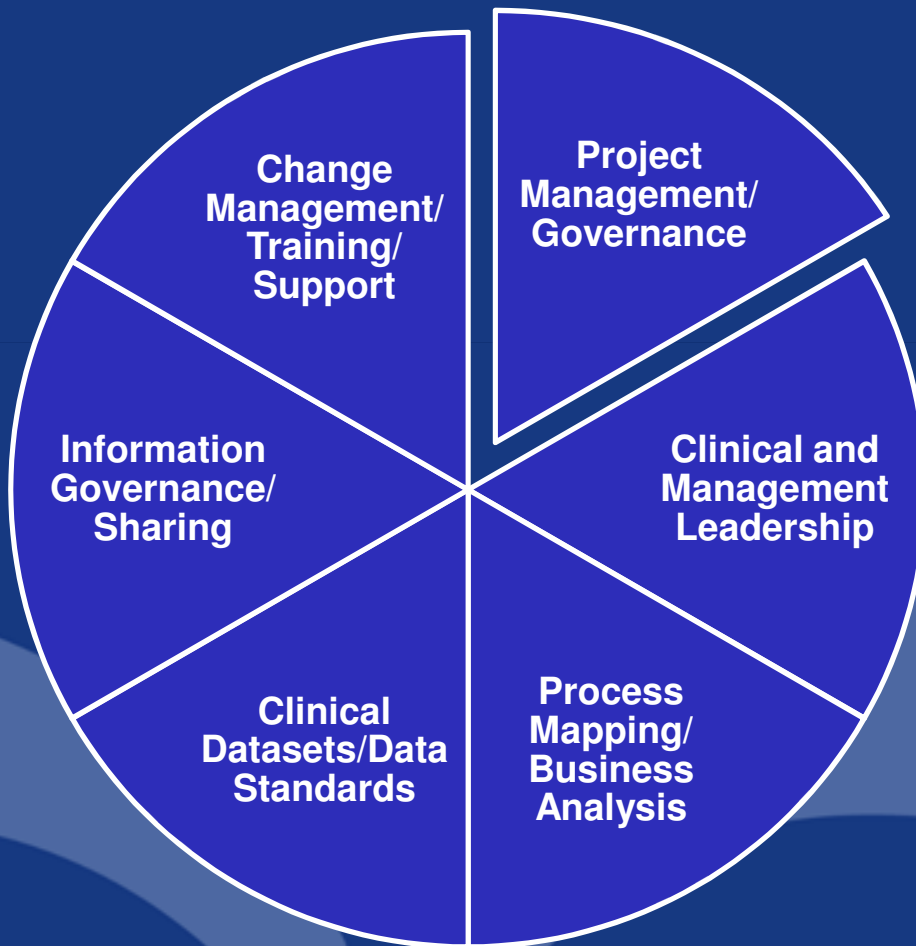 Project
Management/
Governance
Clinical and
Management
Leadership
Process
Mapping/
Business
Analysis
Clinical
Datasets/Data
Standards
Information
Governance/
Sharing
Change
Management/
Training/
Support